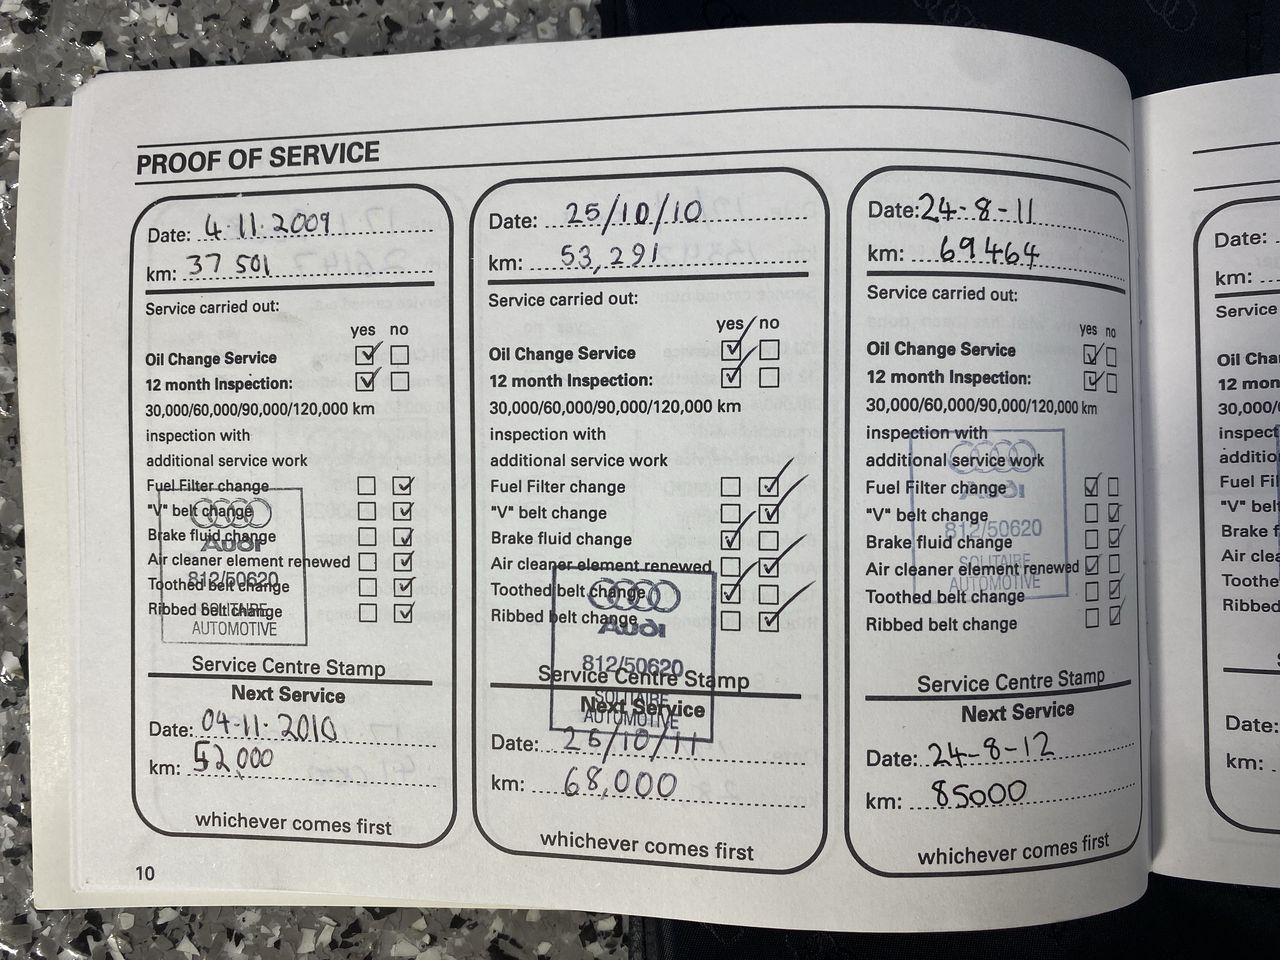 PROOF OF SERVICE
Date: 4.11.2009
km: 37 501
Service carried out:
yes no
Oil Change Service
12 month Inspection:
30,000/60,000/90,000/120,000 km
inspection with
additional service work
Fuel Filter change
"V" belt change
Brake fluid change
Air cleaner element renewed
Toothed belt change
Ribbed belt change
Audi
812/50620
SOLITAIRE
AUTOMOTIVE
Service Centre Stamp
Next Service
Date: 04-11-2010
km: 52,000
whichever comes first
Date: 25/10/10
km: 53,291
Service carried out:
yes no
Oil Change Service
12 month Inspection:
30,000/60,000/90,000/120,000 km
inspection with
additional service work
Fuel Filter change
"V" belt change
Brake fluid change
Air cleaner element renewed
Toothed belt change
Ribbed belt change
Audi
812/50620
SOLITAIRE
AUTOMOTIVE
Service Centre Stamp
Next Service
Date: 25/10/11
km: 68,000
whichever comes first
Date: 24-8-11
km: 69464
Service carried out:
yes no
Oil Change Service
12 month Inspection:
30,000/60,000/90,000/120,000 km
inspection with
additional service work
Fuel Filter change
"V" belt change
Brake fluid change
Air cleaner element renewed
Toothed belt change
Ribbed belt change
Audi
812/50620
SOLITAIRE
AUTOMOTIVE
Service Centre Stamp
Next Service
Date: 24-8-12
km: 85000
whichever comes first
10
Date:
km:
Service
Oil Chan
12 mon
30,000/6
inspect
additio
Fuel Fil
"V" bel
Brake f
Air clea
Toothe
Ribbed
Date:
km: